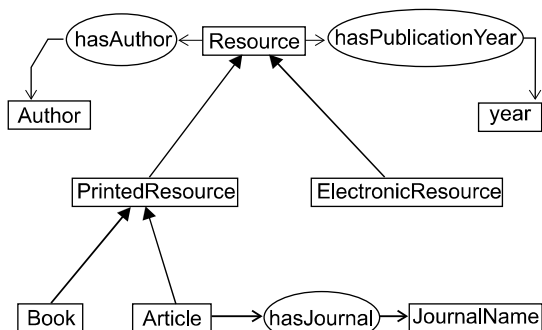 hasAuthor
Resource
hasPublicationYear
Author
year
PrintedResource
ElectronicResource
Book
Article
hasJournal
JournalName